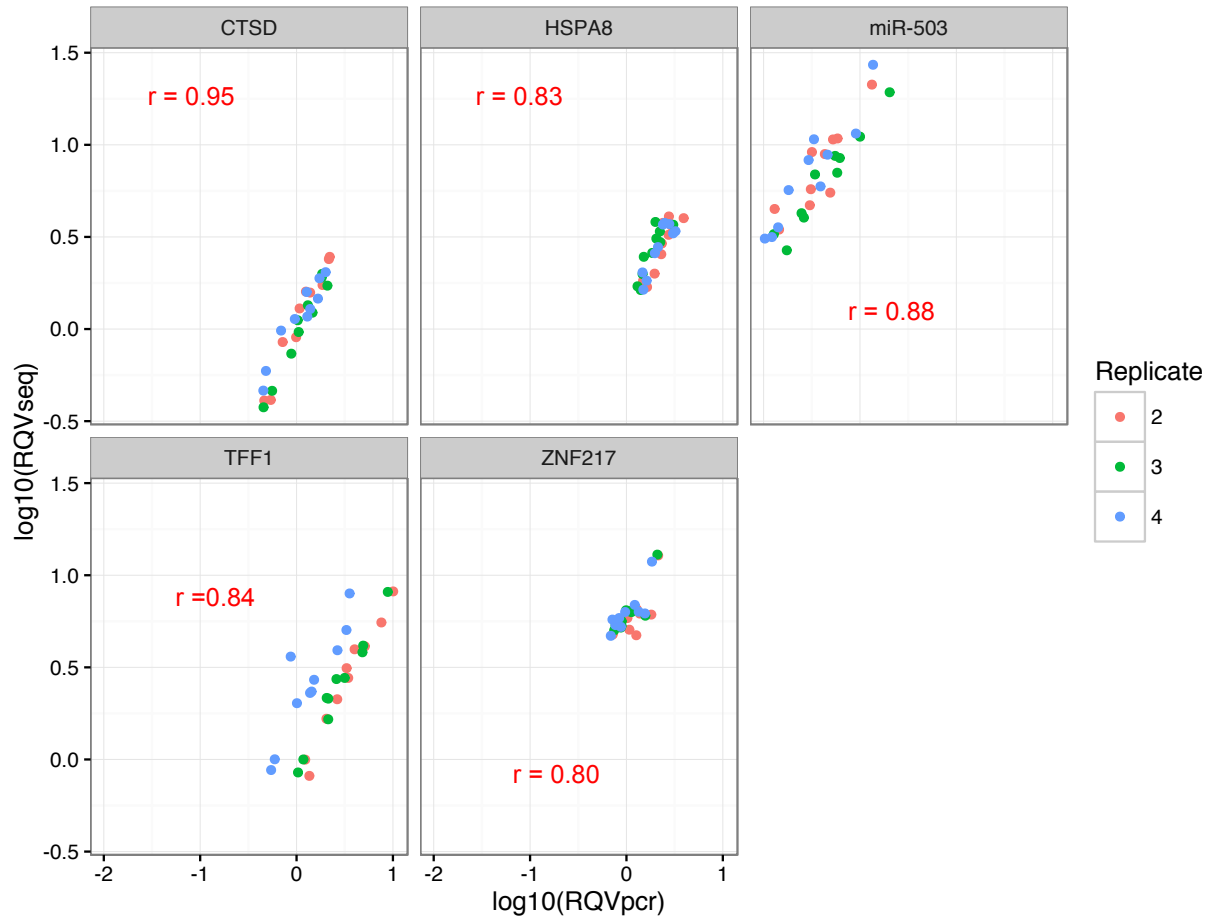 CTSD
HSPA8
miR-503
1.5
1.0
0.5
0.0
-0.5
r = 0.95
r = 0.83
r = 0.88
TFF1
ZNF217
1.5
1.0
0.5
0.0
-0.5
r =0.84
r = 0.80
-2
-1
0
1
-2
-1
0
1
log10(RQVpcr)
log10(RQVseq)
Replicate
2
3
4